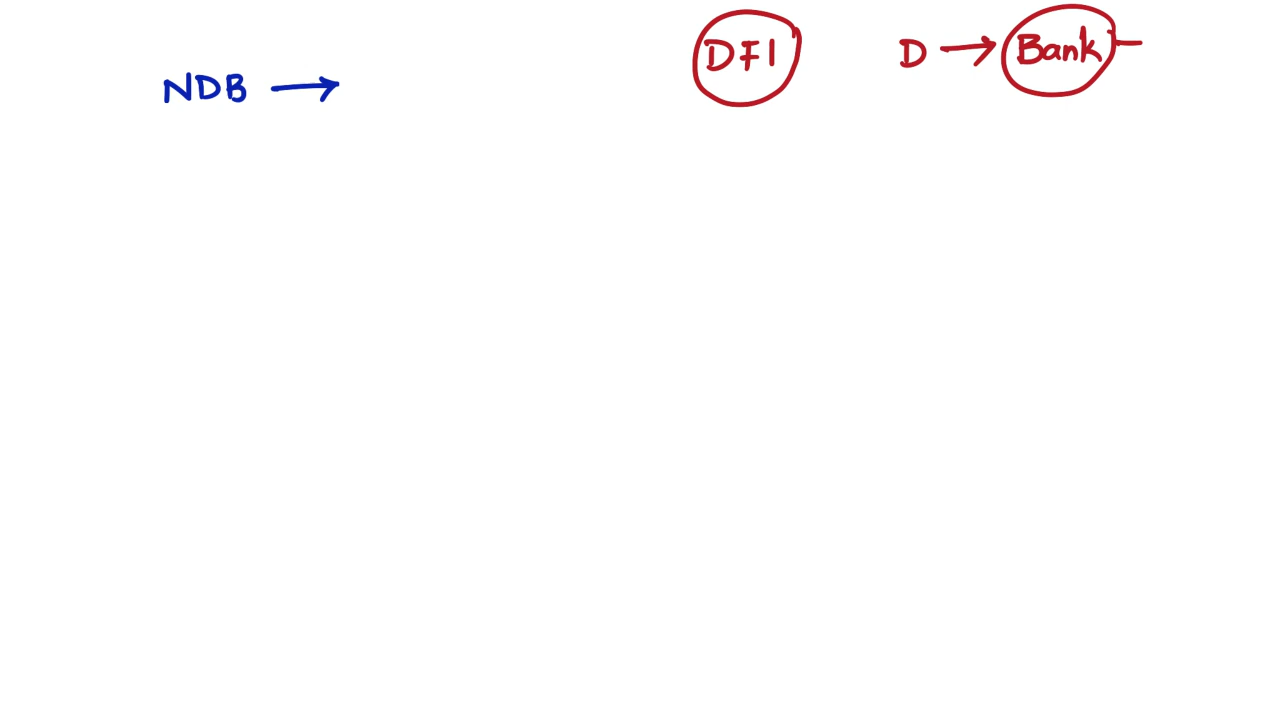 DFI D → Bank –
NDB →